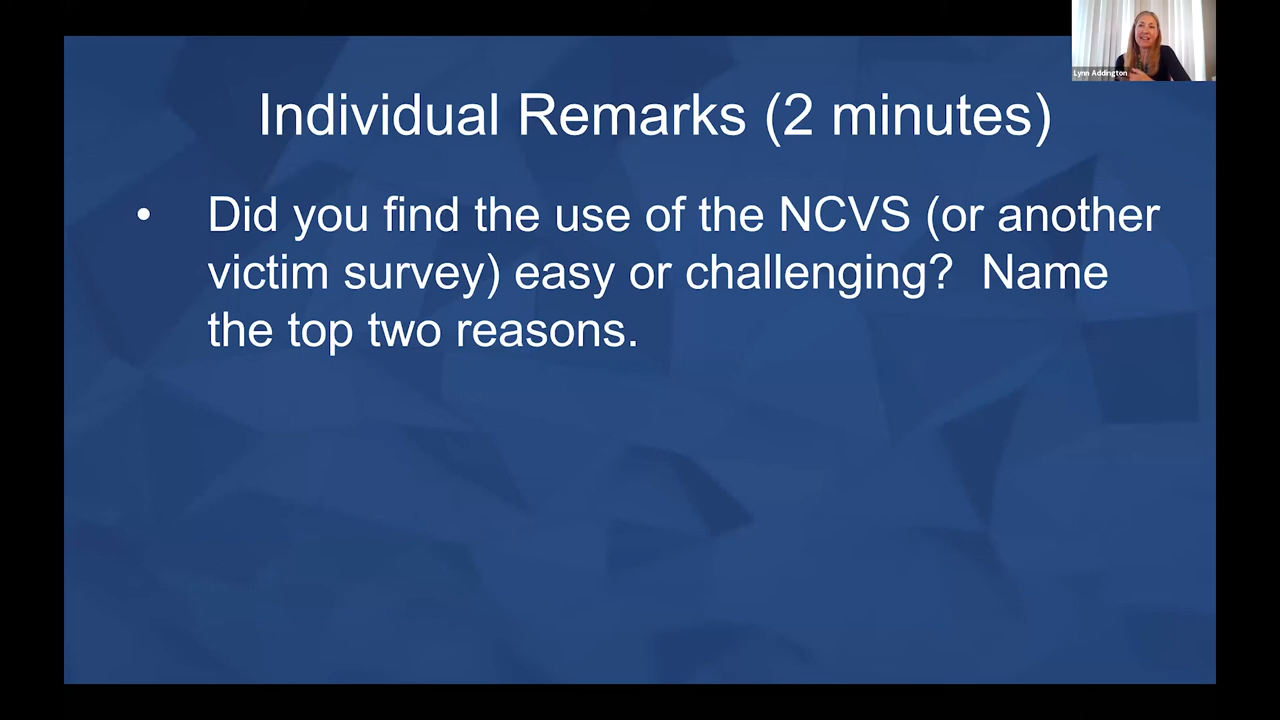 Lynn Addington
Individual Remarks (2 minutes)
• Did you find the use of the NCVS (or another
victim survey) easy or challenging?  Name
the top two reasons.